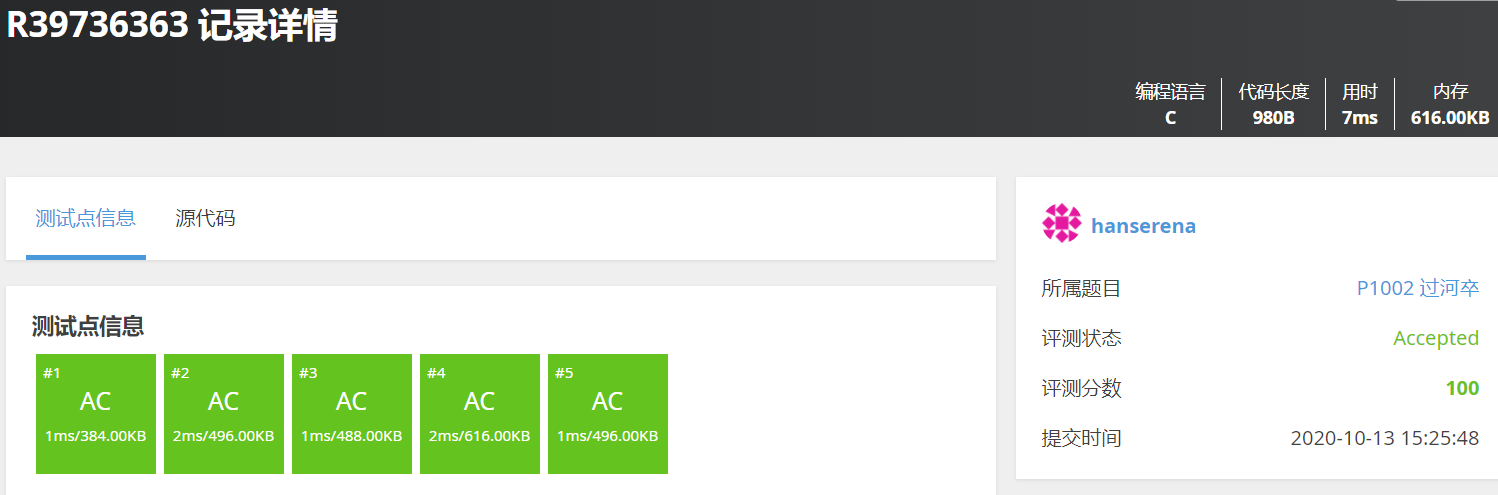 R39736363 记录详情
编程语言 代码长度 用时 内存
C 980B 7ms 616.00KB
测试点信息 源代码
测试点信息
#1 #2 #3 #4 #5
AC AC AC AC AC
1ms/384.00KB 2ms/496.00KB 1ms/488.00KB 2ms/616.00KB 1ms/496.00KB
hanserena
所属题目 P1002 过河卒
评测状态 Accepted
评测分数 100
提交时间 2020-10-13 15:25:48